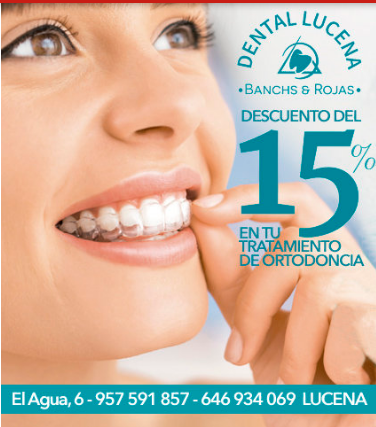 DENTAL LUCENA
•BANCHS & ROJAS•
DESCUENTO DEL
15%
EN TU
TRATAMIENTO
DE ORTODONCIA
El Agua, 6 - 957 591 857 - 646 934 069 LUCENA